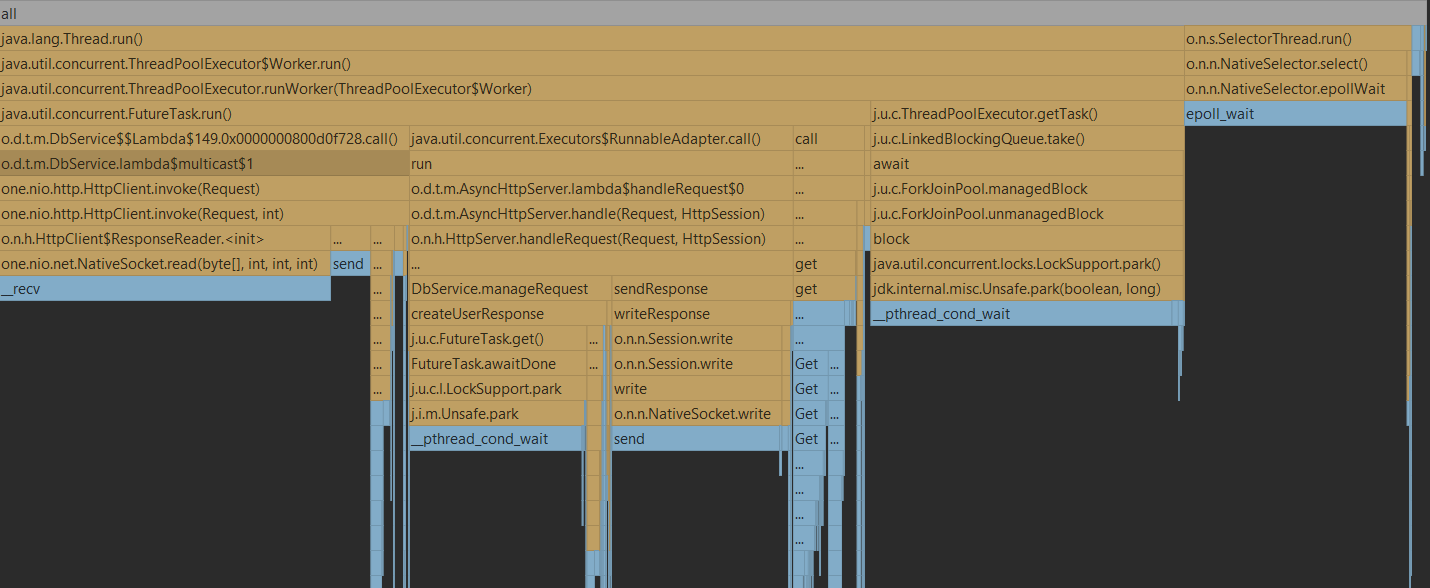 all
java.lang.Thread.run() o.n.s.SelectorThread.run()
java.util.concurrent.ThreadPoolExecutor$Worker.run() o.n.n.NativeSelector.select()
java.util.concurrent.ThreadPoolExecutor.runWorker(ThreadPoolExecutor$Worker) o.n.n.NativeSelector.epollWait
java.util.concurrent.FutureTask.run() j.u.c.ThreadPoolExecutor.getTask() epoll_wait
o.d.t.m.DbService$$Lambda$149.0x0000000800d0f728.call() java.util.concurrent.Executors$RunnableAdapter.call() call j.u.c.LinkedBlockingQueue.take()
o.d.t.m.DbService.lambda$multicast$1 run ... await
one.nio.http.HttpClient.invoke(Request) o.d.t.m.AsyncHttpServer.lambda$handleRequest$0 ... j.u.c.ForkJoinPool.managedBlock
one.nio.http.HttpClient.invoke(Request, int) o.d.t.m.AsyncHttpServer.handle(Request, HttpSession) ... j.u.c.ForkJoinPool.unmanagedBlock
o.n.h.HttpClient$ResponseReader.<init> ... ... o.n.h.HttpServer.handleRequest(Request, HttpSession) ... block
one.nio.net.NativeSocket.read(byte[], int, int, int) send ... ... get java.util.concurrent.locks.LockSupport.park()
__recv ... DbService.manageRequest sendResponse get jdk.internal.misc.Unsafe.park(boolean, long)
... createUserResponse writeResponse ... __pthread_cond_wait
... j.u.c.FutureTask.get() ... o.n.n.Session.write ...
... FutureTask.awaitDone ... o.n.n.Session.write Get ...
... j.u.c.l.LockSupport.park write Get ...
j.i.m.Unsafe.park o.n.n.NativeSocket.write Get ...
__pthread_cond_wait send Get ...
...
...
...
...